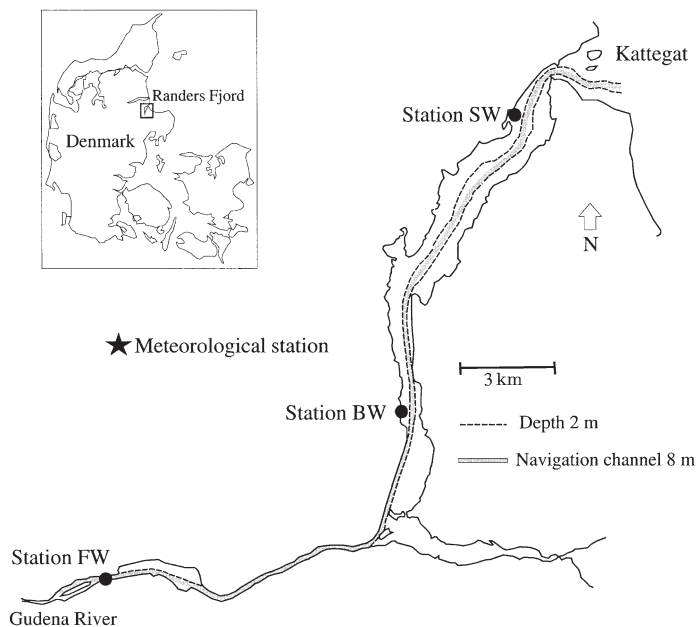 Kattegat
Randers Fjord
Denmark
Station SW
N
Meteorological station
3 km
Station BW
Depth 2 m
Navigation channel 8 m
Station FW
Gudena River